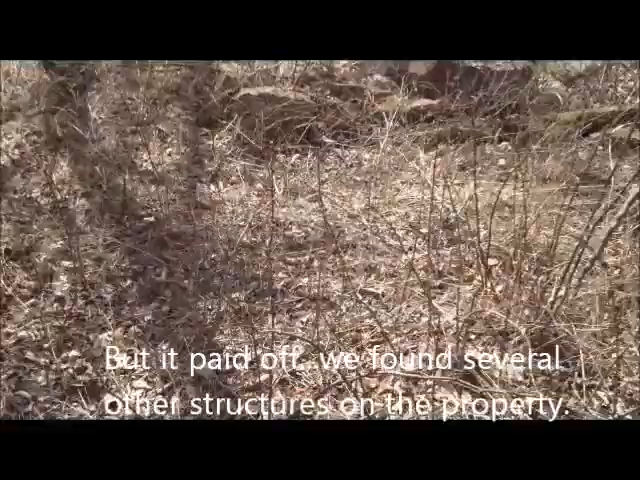 But it paid off...we found several
other structures on the property.